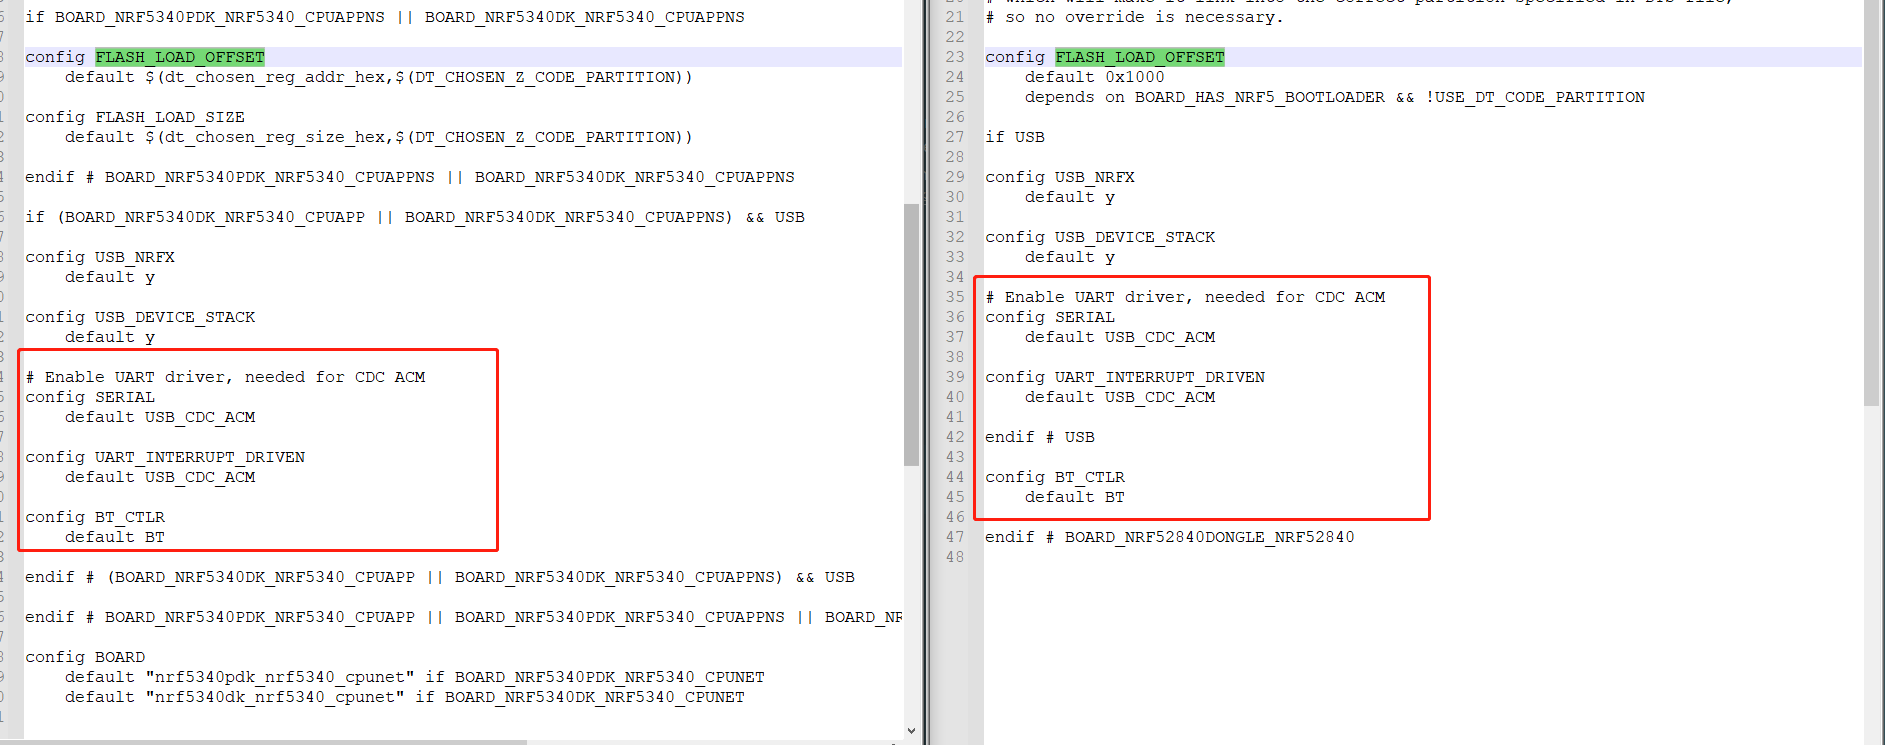 if BOARD_NRF5340PDK_NRF5340_CPUAPPNS || BOARD_NRF5340DK_NRF5340_CPUAPPNS
config FLASH_LOAD_OFFSET
default $(dt_chosen_reg_addr_hex,$(DT_CHOSEN_Z_CODE_PARTITION))
config FLASH_LOAD_SIZE
default $(dt_chosen_reg_size_hex,$(DT_CHOSEN_Z_CODE_PARTITION))
endif # BOARD_NRF5340PDK_NRF5340_CPUAPPNS || BOARD_NRF5340DK_NRF5340_CPUAPPNS
if (BOARD_NRF5340DK_NRF5340_CPUAPP || BOARD_NRF5340DK_NRF5340_CPUAPPNS) && USB
config USB_NRFX
default y
config USB_DEVICE_STACK
default y
# Enable UART driver, needed for CDC ACM
config SERIAL
default USB_CDC_ACM
config UART_INTERRUPT_DRIVEN
default USB_CDC_ACM
config BT_CTLR
default BT
endif # (BOARD_NRF5340DK_NRF5340_CPUAPP || BOARD_NRF5340DK_NRF5340_CPUAPPNS) && USB
endif # BOARD_NRF5340PDK_NRF5340_CPUAPP || BOARD_NRF5340PDK_NRF5340_CPUAPPNS || BOARD_NR
config BOARD
default "nrf5340pdk_nrf5340_cpunet" if BOARD_NRF5340PDK_NRF5340_CPUNET
default "nrf5340dk_nrf5340_cpunet" if BOARD_NRF5340DK_NRF5340_CPUNET
21 # so no override is necessary.
22
23 config FLASH_LOAD_OFFSET
24 default 0x1000
25 depends on BOARD_HAS_NRF5_BOOTLOADER && !USE_DT_CODE_PARTITION
26
27 if USB
28
29 config USB_NRFX
30 default y
31
32 config USB_DEVICE_STACK
33 default y
34
35 # Enable UART driver, needed for CDC ACM
36 config SERIAL
37 default USB_CDC_ACM
38
39 config UART_INTERRUPT_DRIVEN
40 default USB_CDC_ACM
41
42 endif # USB
43
44 config BT_CTLR
45 default BT
46
47 endif # BOARD_NRF52840DONGLE_NRF52840
48